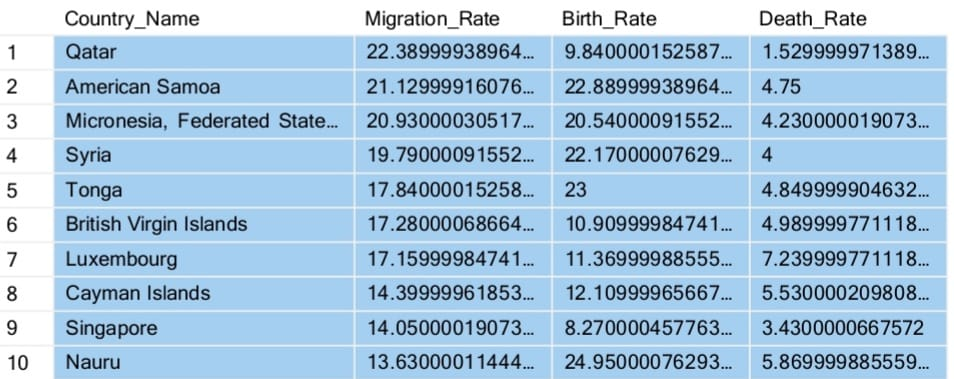 Country_Name Migration_Rate Birth_Rate Death_Rate
1 Qatar 22.38999938964... 9.840000152587... 1.529999971389...
2 American Samoa 21.12999916076... 22.88999938964... 4.75
3 Micronesia, Federated State... 20.93000030517... 20.54000091552... 4.230000019073...
4 Syria 19.79000091552... 22.17000007629... 4
5 Tonga 17.84000015258... 23 4.849999904632...
6 British Virgin Islands 17.28000068664... 10.90999984741... 4.989999771118...
7 Luxembourg 17.15999984741... 11.36999988555... 7.239999771118...
8 Cayman Islands 14.39999961853... 12.10999965667... 5.530000209808...
9 Singapore 14.05000019073... 8.270000457763... 3.4300000667572
10 Nauru 13.63000011444... 24.95000076293... 5.869999885559...